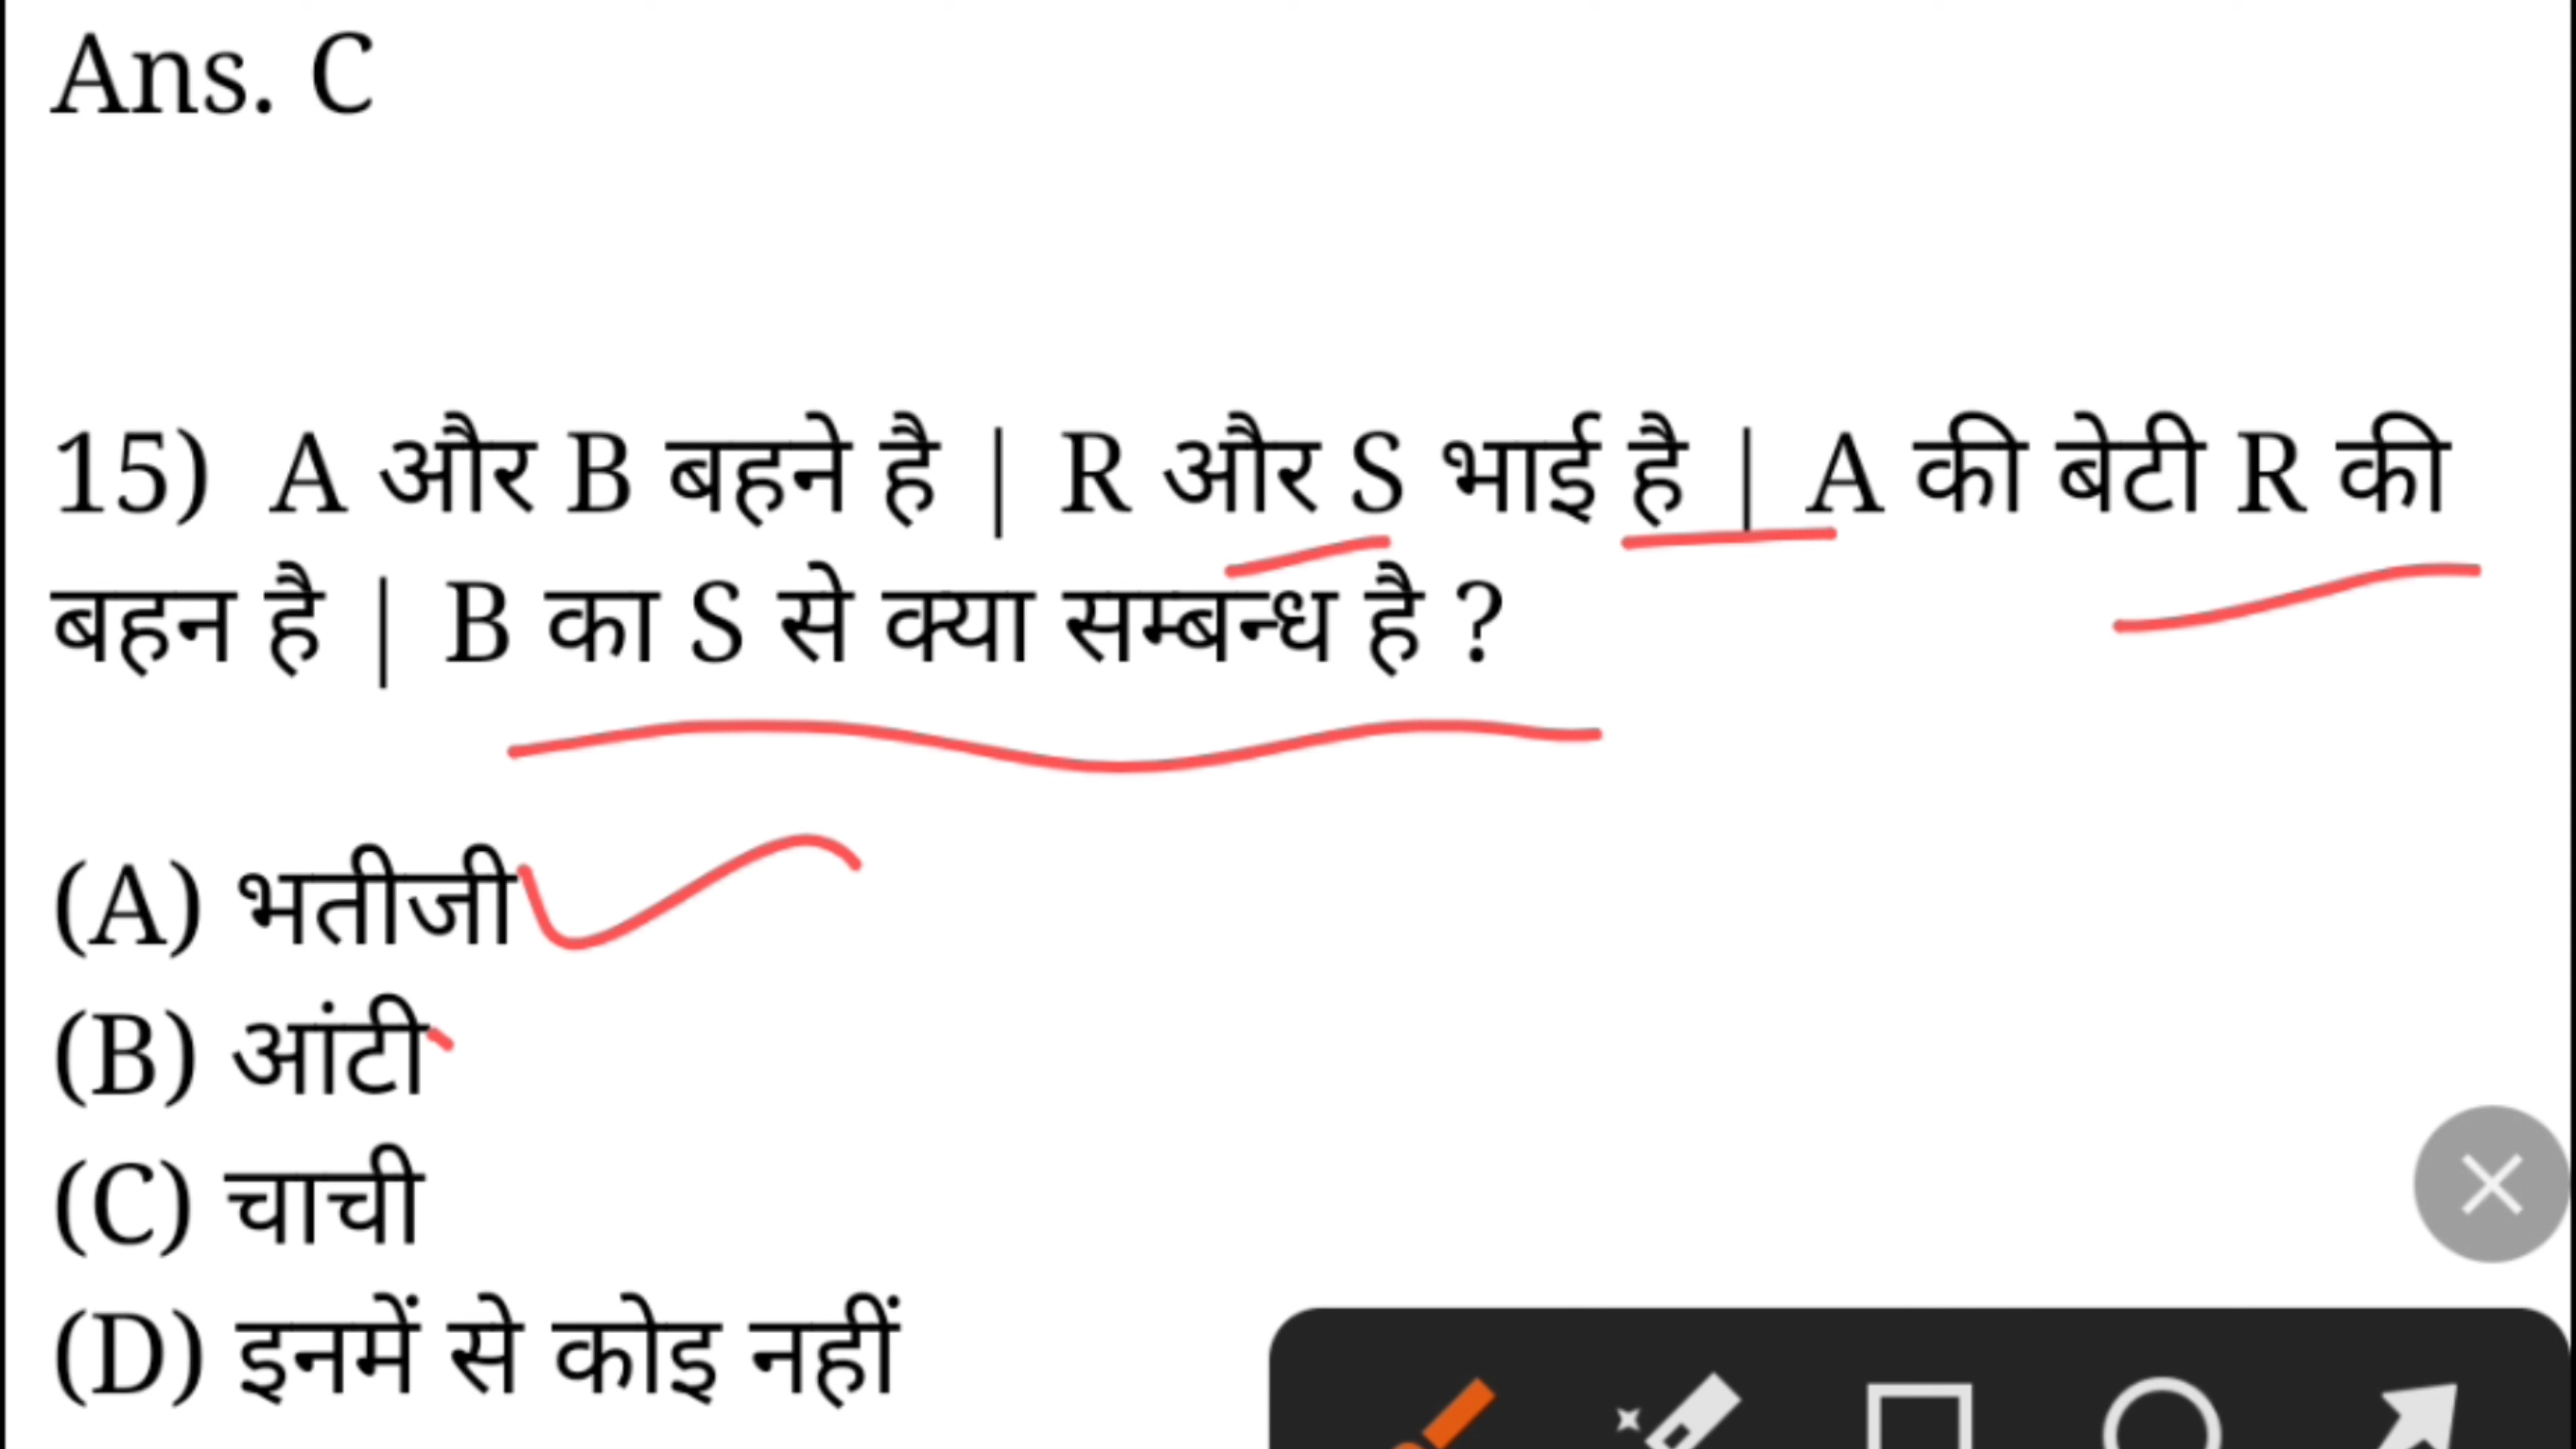 Ans. C
15) A और B बहने है | R और S भाई है | A की बेटी R की
बहन है | B का S से क्या सम्बन्ध है ?
(A) भतीजी
(B) आंटी
(C) चाची
(D) इनमें से कोइ नहीं